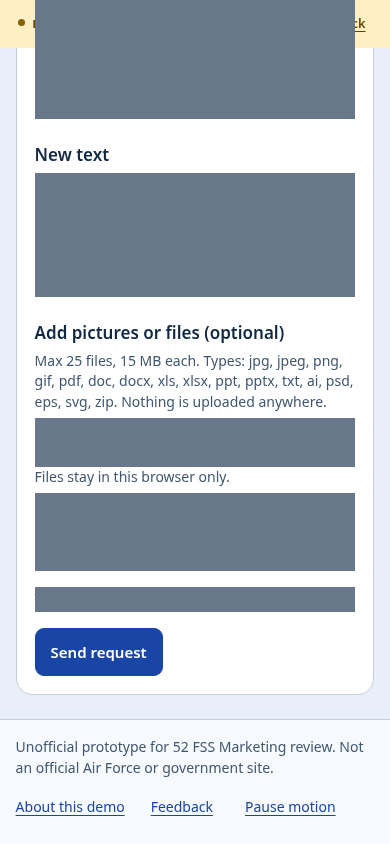 ck
New text
Add pictures or files (optional)
Max 25 files, 15 MB each. Types: jpg, jpeg, png,
gif, pdf, doc, docx, xls, xlsx, ppt, pptx, txt, ai, psd,
eps, svg, zip. Nothing is uploaded anywhere.
Files stay in this browser only.
Send request
Unofficial prototype for 52 FSS Marketing review. Not
an official Air Force or government site.
About this demo Feedback Pause motion